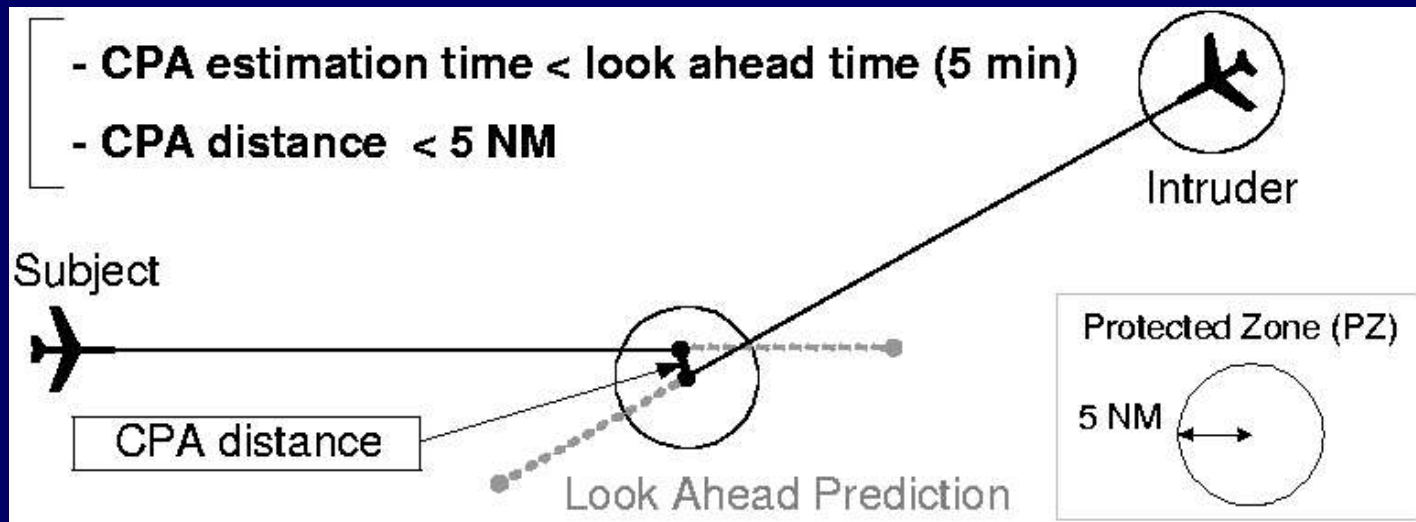 - CPA estimation time < look ahead time (5 min)
- CPA distance < 5 NM
Intruder
Subject
Protected Zone (PZ)
5 NM
CPA distance
Look Ahead Prediction